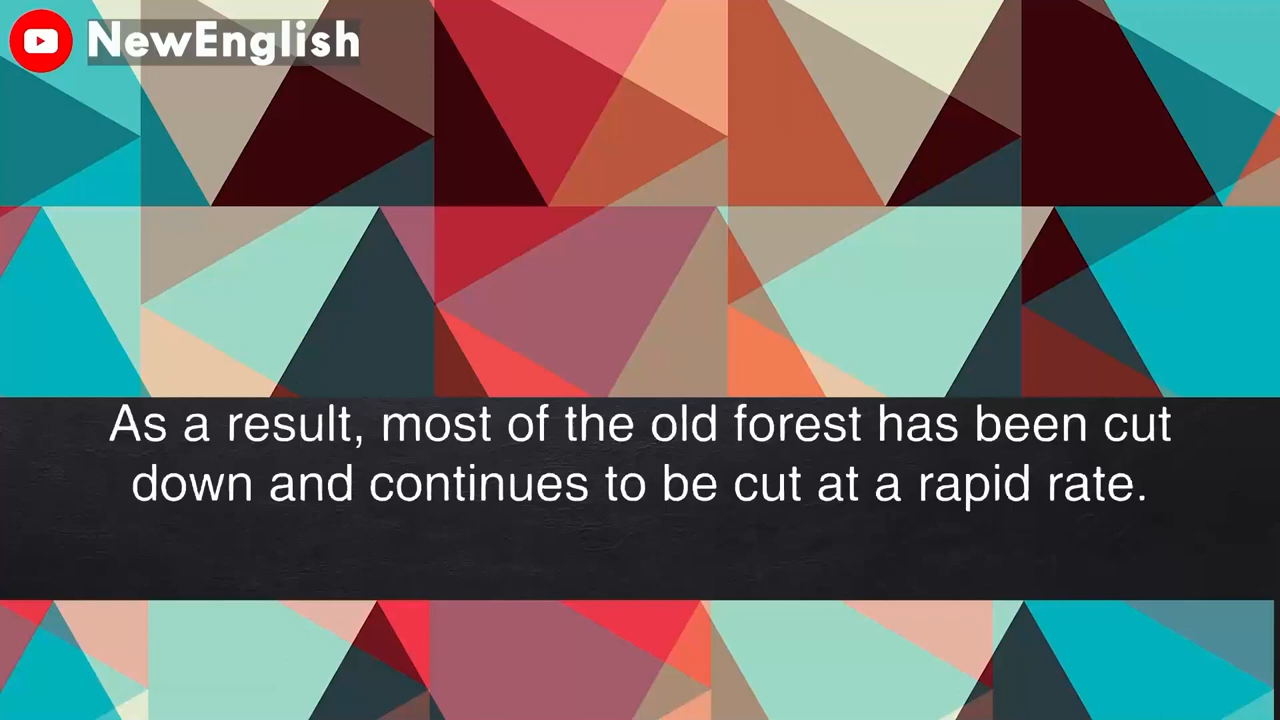 NewEnglish
As a result, most of the old forest has been cut
down and continues to be cut at a rapid rate.